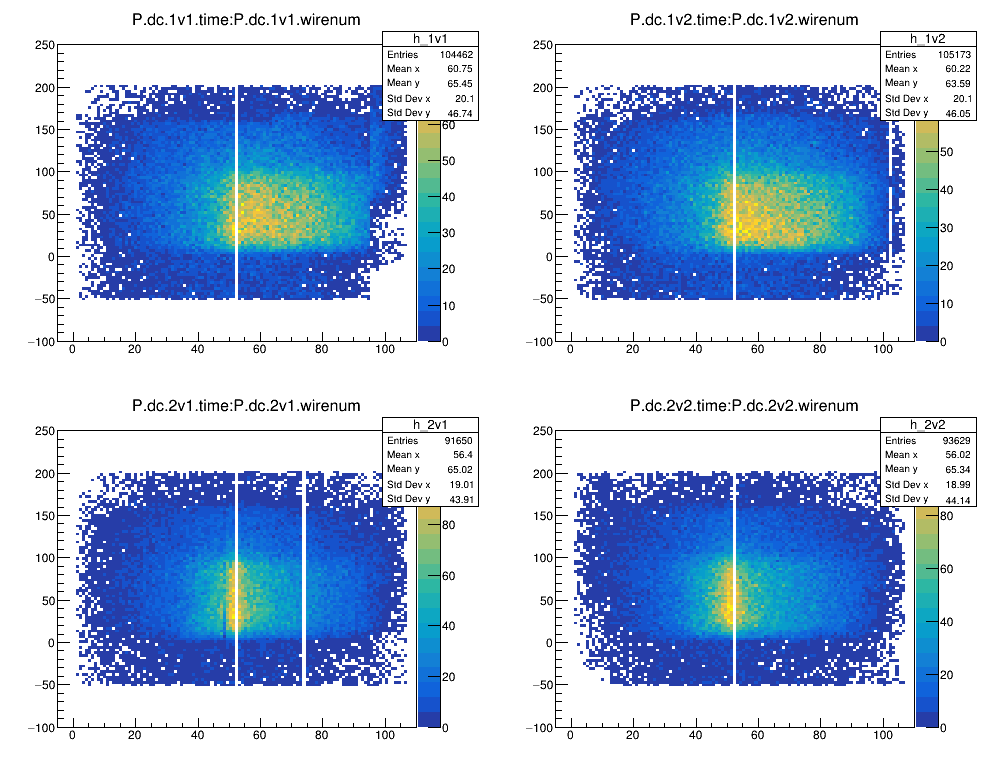 P.dc.1v1.time:P.dc.1v1.wirenum
h_1v1
Entries 104462
Mean x 60.75
Mean y 65.45
Std Dev x 20.1
Std Dev y 46.74
250
200
150
100
50
0
−50
−100
0 20 40 60 80 100
60
50
40
30
20
10
0
P.dc.1v2.time:P.dc.1v2.wirenum
h_1v2
Entries 105173
Mean x 60.22
Mean y 63.59
Std Dev x 20.1
Std Dev y 46.05
250
200
150
100
50
0
−50
−100
0 20 40 60 80 100
50
40
30
20
10
0
P.dc.2v1.time:P.dc.2v1.wirenum
h_2v1
Entries 91650
Mean x 56.4
Mean y 65.02
Std Dev x 19.01
Std Dev y 43.91
250
200
150
100
50
0
−50
−100
0 20 40 60 80 100
80
60
40
20
0
P.dc.2v2.time:P.dc.2v2.wirenum
h_2v2
Entries 93629
Mean x 56.02
Mean y 65.34
Std Dev x 18.99
Std Dev y 44.14
250
200
150
100
50
0
−50
−100
0 20 40 60 80 100
80
60
40
20
0